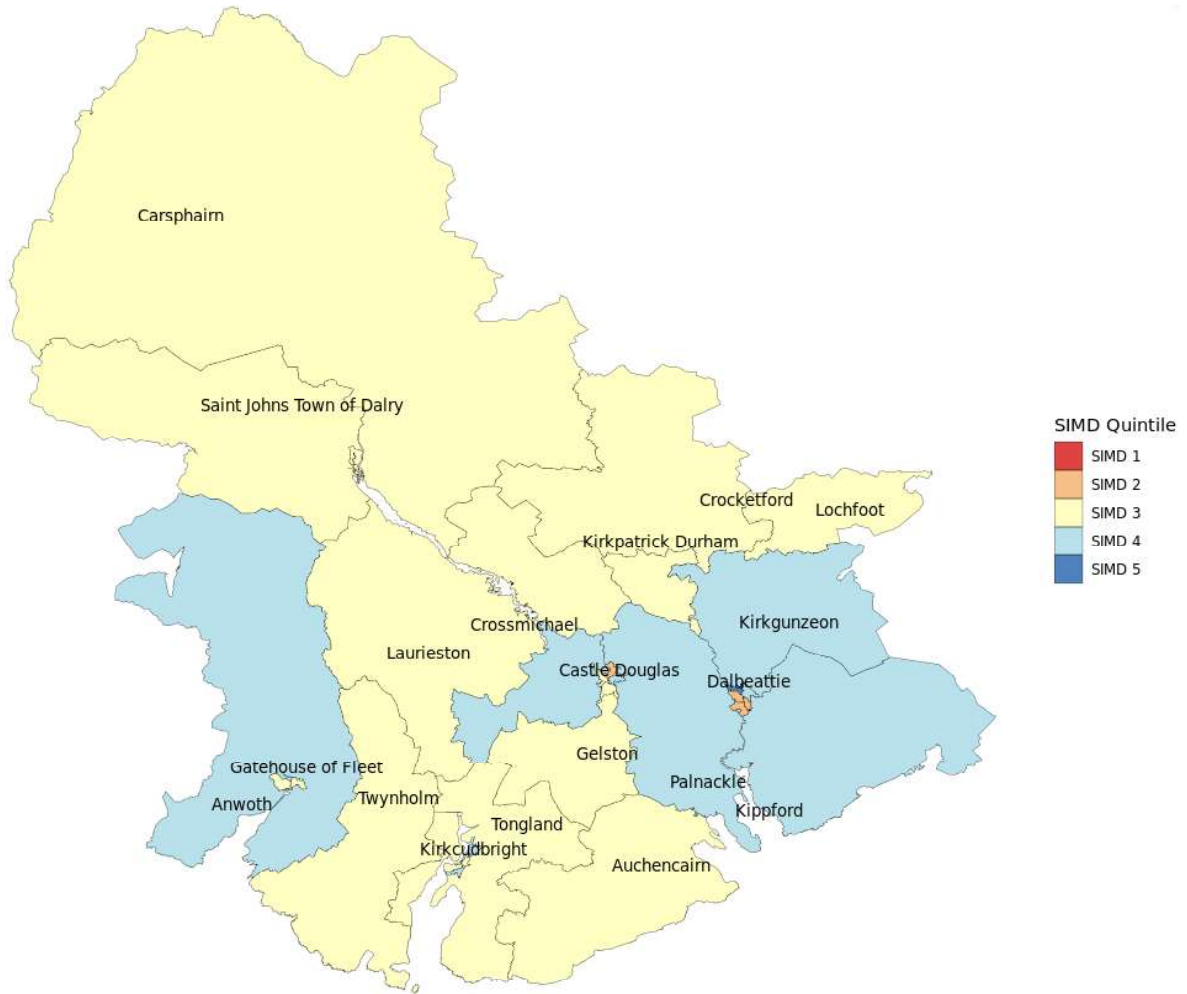 Carsphairn
Saint Johns Town of Dalry
Crocketford
Lochfoot
Kirkpatrick Durham
Crossmichael
Kirkgunzeon
Laurieston
Castle Douglas
Dalbeattie
Gelston
Gatehouse of Fleet
Palnackle
Anwoth
Twynholm
Kippford
Tongland
Kirkcudbright
Auchencairn
SIMD Quintile
SIMD 1
SIMD 2
SIMD 3
SIMD 4
SIMD 5